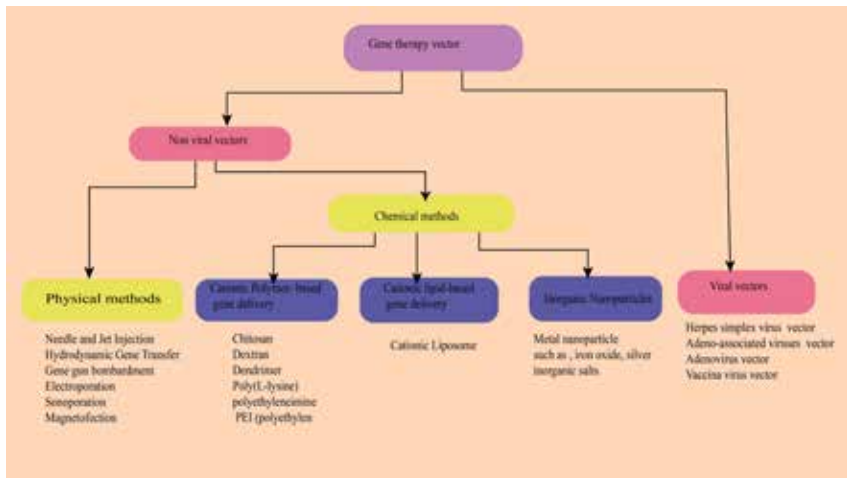 Gene therapy vector
Non viral vectors
Chemical methods
Physical methods
Needle and Jet Injection
Hydrodynamic Gene Transfer
Gene gun bombardment
Electroporation
Sonoporation
Magnetofection
Cationic Polymer- based
gene delivery
Chitosan
Dextran
Dendrimer
Poly(L-lysine)
polyethyleneimine
PEI (polyethylen
Cationic lipid-based
gene delivery
Cationic Liposome
Inorganic Nanoparticles
Metal nanoparticle
such as , iron oxide, silver
inorganic salts
Viral vectors
Herpes simplex virus vector
Adeno-associated viruses vector
Adenovirus vector
Vaccina virus vector